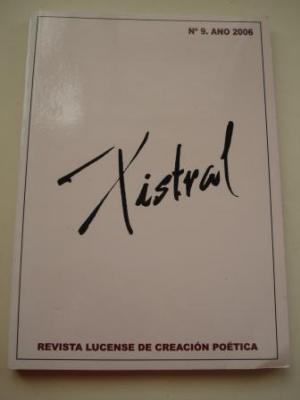 Nº 9. ANO 2006
Xistral
REVISTA LUCENSE DE CREACIÓN POÉTICA